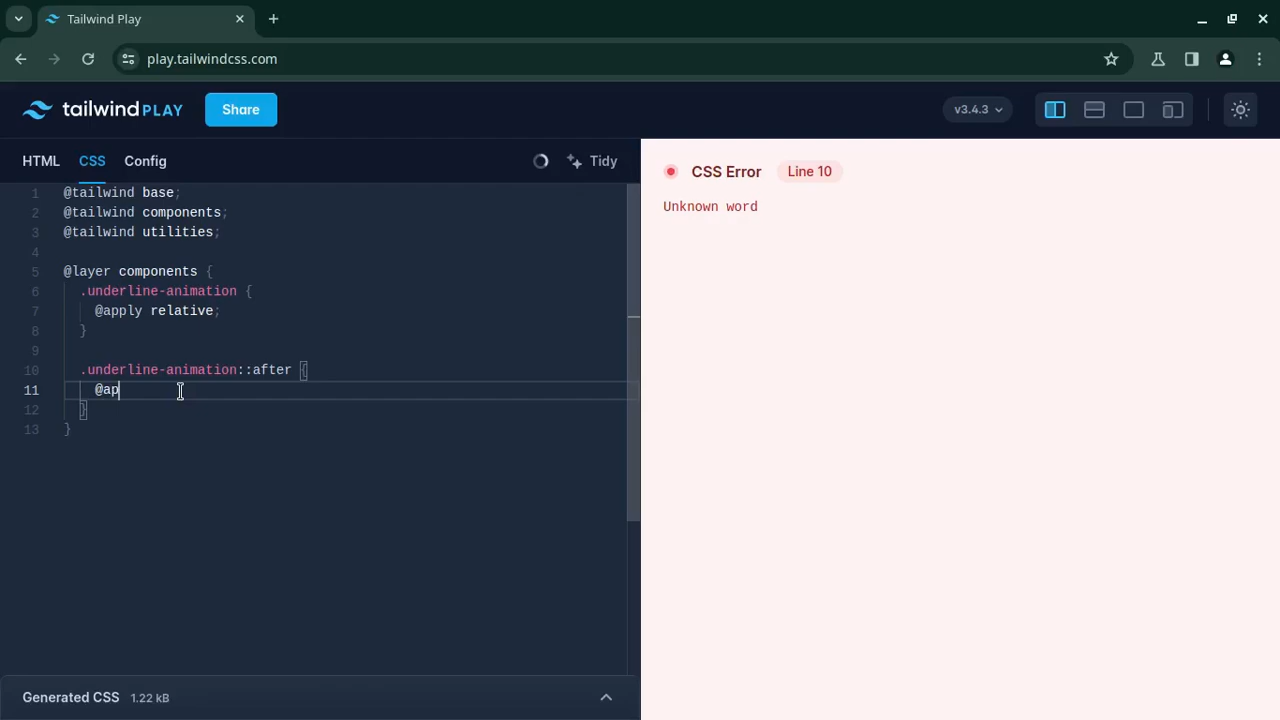 Tailwind Play
play.tailwindcss.com
tailwind PLAY
Share
v3.4.3
HTML CSS Config
Tidy
1 @tailwind base;
2 @tailwind components;
3 @tailwind utilities;
4
5 @layer components {
6 .underline-animation {
7 @apply relative;
8 }
9
10 .underline-animation::after {
11 @ap
12 }
13 }
CSS Error Line 10
Unknown word
Generated CSS 1.22 kB